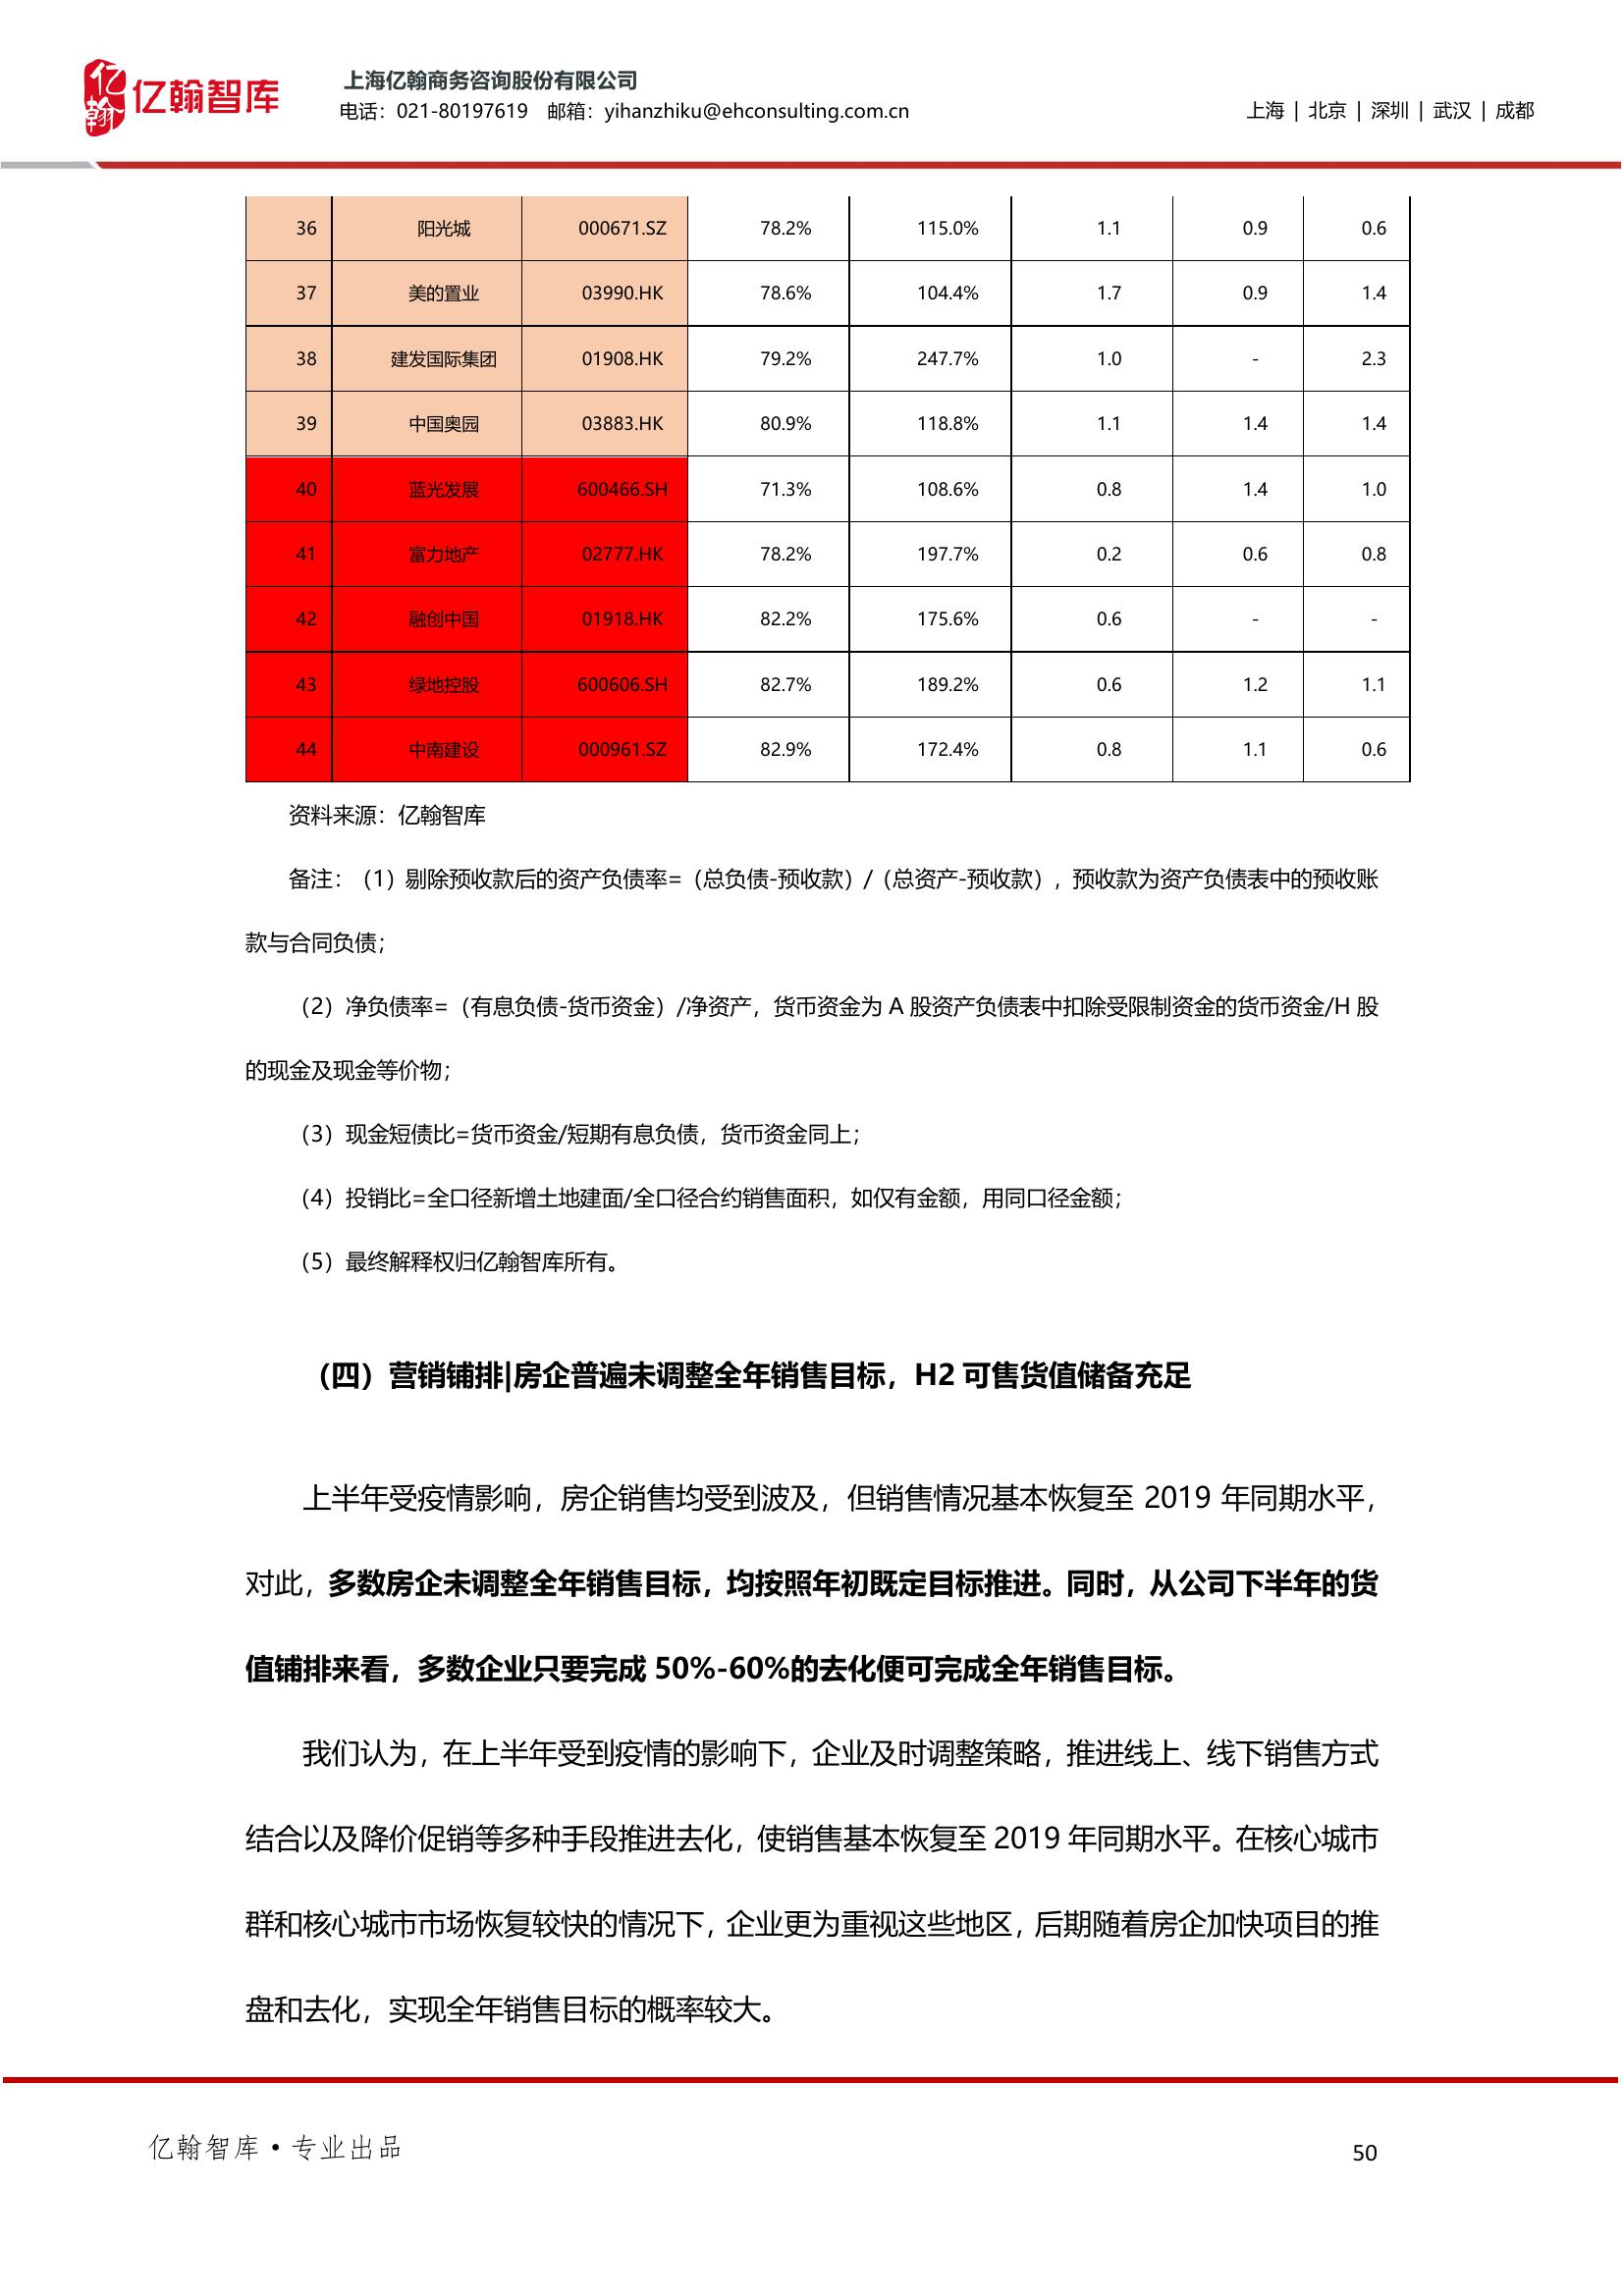 亿翰
亿翰智库
上海亿翰商务咨询股份有限公司
电话：021-80197619 邮箱：yihanzhiku@ehconsulting.com.cn
上海 | 北京 | 深圳 | 武汉 | 成都
36 阳光城 000671.SZ 78.2% 115.0% 1.1 0.9 0.6
37 美的置业 03990.HK 78.6% 104.4% 1.7 0.9 1.4
38 建发国际集团 01908.HK 79.2% 247.7% 1.0 - 2.3
39 中国奥园 03883.HK 80.9% 118.8% 1.1 1.4 1.4
40 蓝光发展 600466.SH 71.3% 108.6% 0.8 1.4 1.0
41 富力地产 02777.HK 78.2% 197.7% 0.2 0.6 0.8
42 融创中国 01918.HK 82.2% 175.6% 0.6 - -
43 绿地控股 600606.SH 82.7% 189.2% 0.6 1.2 1.1
44 中南建设 000961.SZ 82.9% 172.4% 0.8 1.1 0.6
资料来源：亿翰智库
备注：（1）剔除预收款后的资产负债率=（总负债-预收款）/（总资产-预收款），预收款为资产负债表中的预收账
款与合同负债；
（2）净负债率=（有息负债-货币资金）/净资产，货币资金为 A 股资产负债表中扣除受限制资金的货币资金/H 股
的现金及现金等价物；
（3）现金短债比=货币资金/短期有息负债，货币资金同上；
（4）投销比=全口径新增土地建面/全口径合约销售面积，如仅有金额，用同口径金额；
（5）最终解释权归亿翰智库所有。
（四）营销铺排|房企普遍未调整全年销售目标，H2 可售货值储备充足
上半年受疫情影响，房企销售均受到波及，但销售情况基本恢复至 2019 年同期水平，
对此，多数房企未调整全年销售目标，均按照年初既定目标推进。同时，从公司下半年的货
值铺排来看，多数企业只要完成 50%-60%的去化便可完成全年销售目标。
我们认为，在上半年受到疫情的影响下，企业及时调整策略，推进线上、线下销售方式
结合以及降价促销等多种手段推进去化，使销售基本恢复至 2019 年同期水平。在核心城市
群和核心城市市场恢复较快的情况下，企业更为重视这些地区，后期随着房企加快项目的推
盘和去化，实现全年销售目标的概率较大。
亿翰智库·专业出品
50